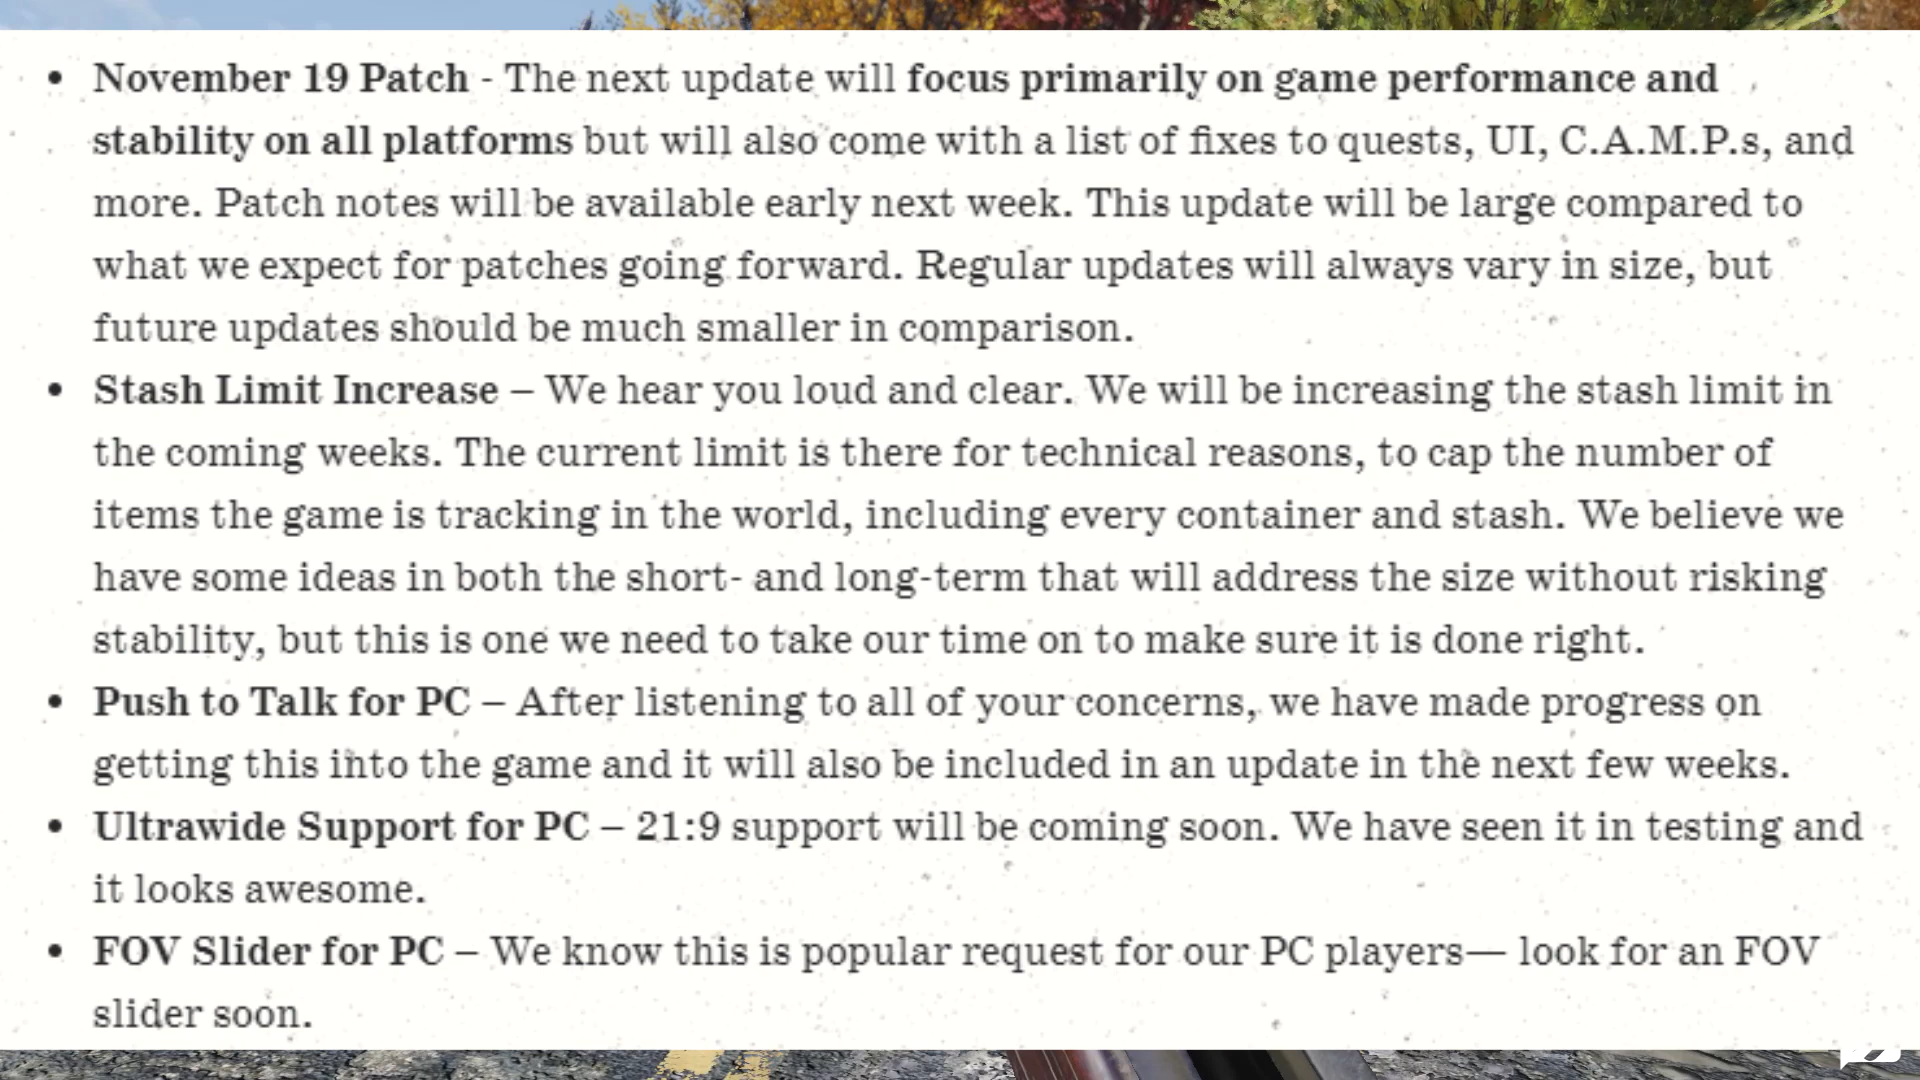 • November 19 Patch - The next update will focus primarily on game performance and
stability on all platforms but will also come with a list of fixes to quests, UI, C.A.M.P.s, and
more. Patch notes will be available early next week. This update will be large compared to
what we expect for patches going forward. Regular updates will always vary in size, but
future updates should be much smaller in comparison.
• Stash Limit Increase – We hear you loud and clear. We will be increasing the stash limit in
the coming weeks. The current limit is there for technical reasons, to cap the number of
items the game is tracking in the world, including every container and stash. We believe we
have some ideas in both the short- and long-term that will address the size without risking
stability, but this is one we need to take our time on to make sure it is done right.
• Push to Talk for PC – After listening to all of your concerns, we have made progress on
getting this into the game and it will also be included in an update in the next few weeks.
• Ultrawide Support for PC – 21:9 support will be coming soon. We have seen it in testing and
it looks awesome.
• FOV Slider for PC – We know this is popular request for our PC players— look for an FOV
slider soon.